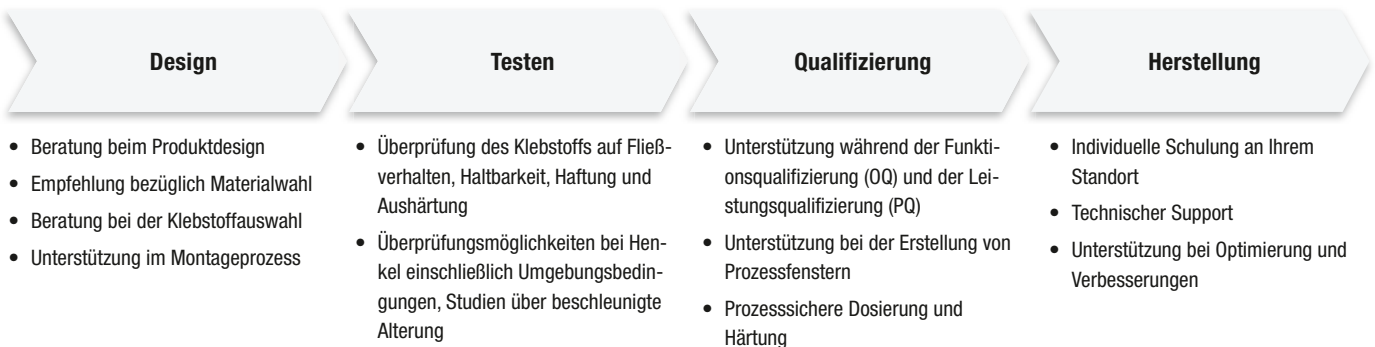 Design
• Beratung beim Produktdesign
• Empfehlung bezüglich Materialwahl
• Beratung bei der Klebstoffauswahl
• Unterstützung im Montageprozess
Testen
• Überprüfung des Klebstoffs auf Fließ-
verhalten, Haltbarkeit, Haftung und
Aushärtung
• Überprüfungsmöglichkeiten bei Hen-
kel einschließlich Umgebungsbedin-
gungen, Studien über beschleunigte
Alterung
Qualifizierung
• Unterstützung während der Funkti-
onsqualifizierung (OQ) und der Lei-
stungsqualifizierung (PQ)
• Unterstützung bei der Erstellung von
Prozessfenstern
• Prozesssichere Dosierung und
Härtung
Herstellung
• Individuelle Schulung an Ihrem
Standort
• Technischer Support
• Unterstützung bei Optimierung und
Verbesserungen